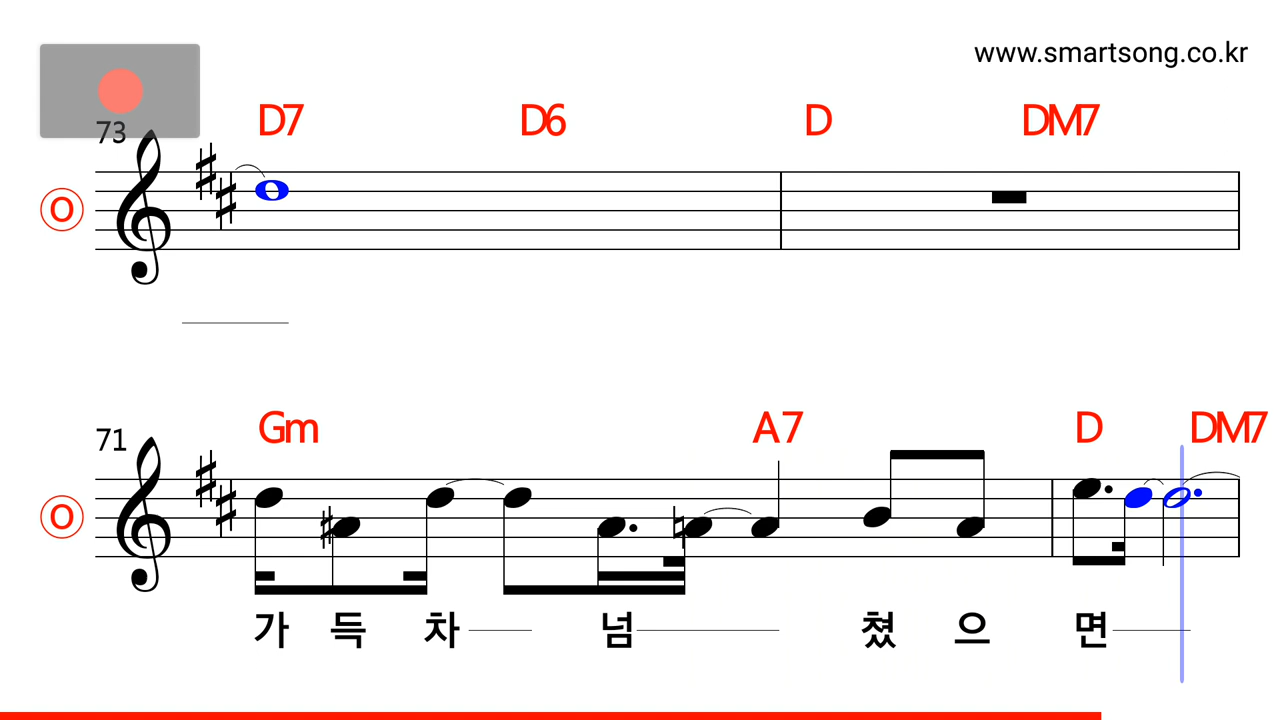 www.smartsong.co.kr
73
D7 D6 D DM7
O
71
Gm A7 D DM7
O
가 득 차 넘 쳤 으 면